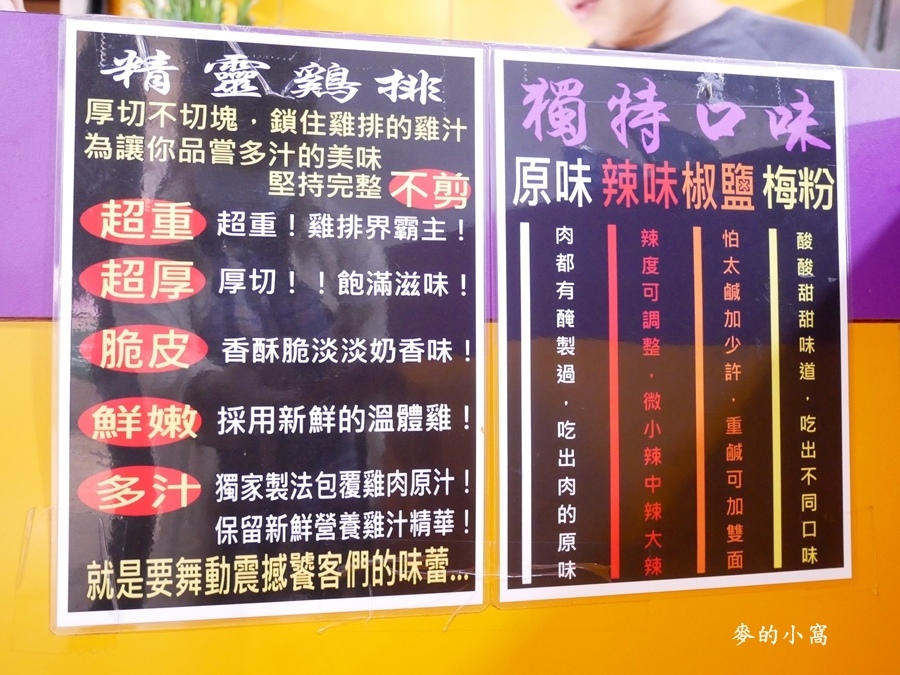 精靈鷄排
厚切不切塊，鎖住雞排的雞汁
為讓你品嘗多汁的美味
堅持完整 不剪
超重 超重！雞排界霸主！
超厚 厚切！！飽滿滋味！
脆皮 香酥脆淡淡奶香味！
鮮嫩 採用新鮮的溫體雞！
多汁 獨家製法包覆雞肉原汁！
保留新鮮營養雞汁精華！
就是要舞動震撼饕客們的味蕾...
獨特口味
原味 辣味 椒鹽 梅粉
肉都有醃製過，吃出肉的原味
辣度可調整，微小辣中辣大辣
怕太鹹加少許，重鹹可加雙面
酸酸甜甜味道，吃出不同口味
麥的小窩